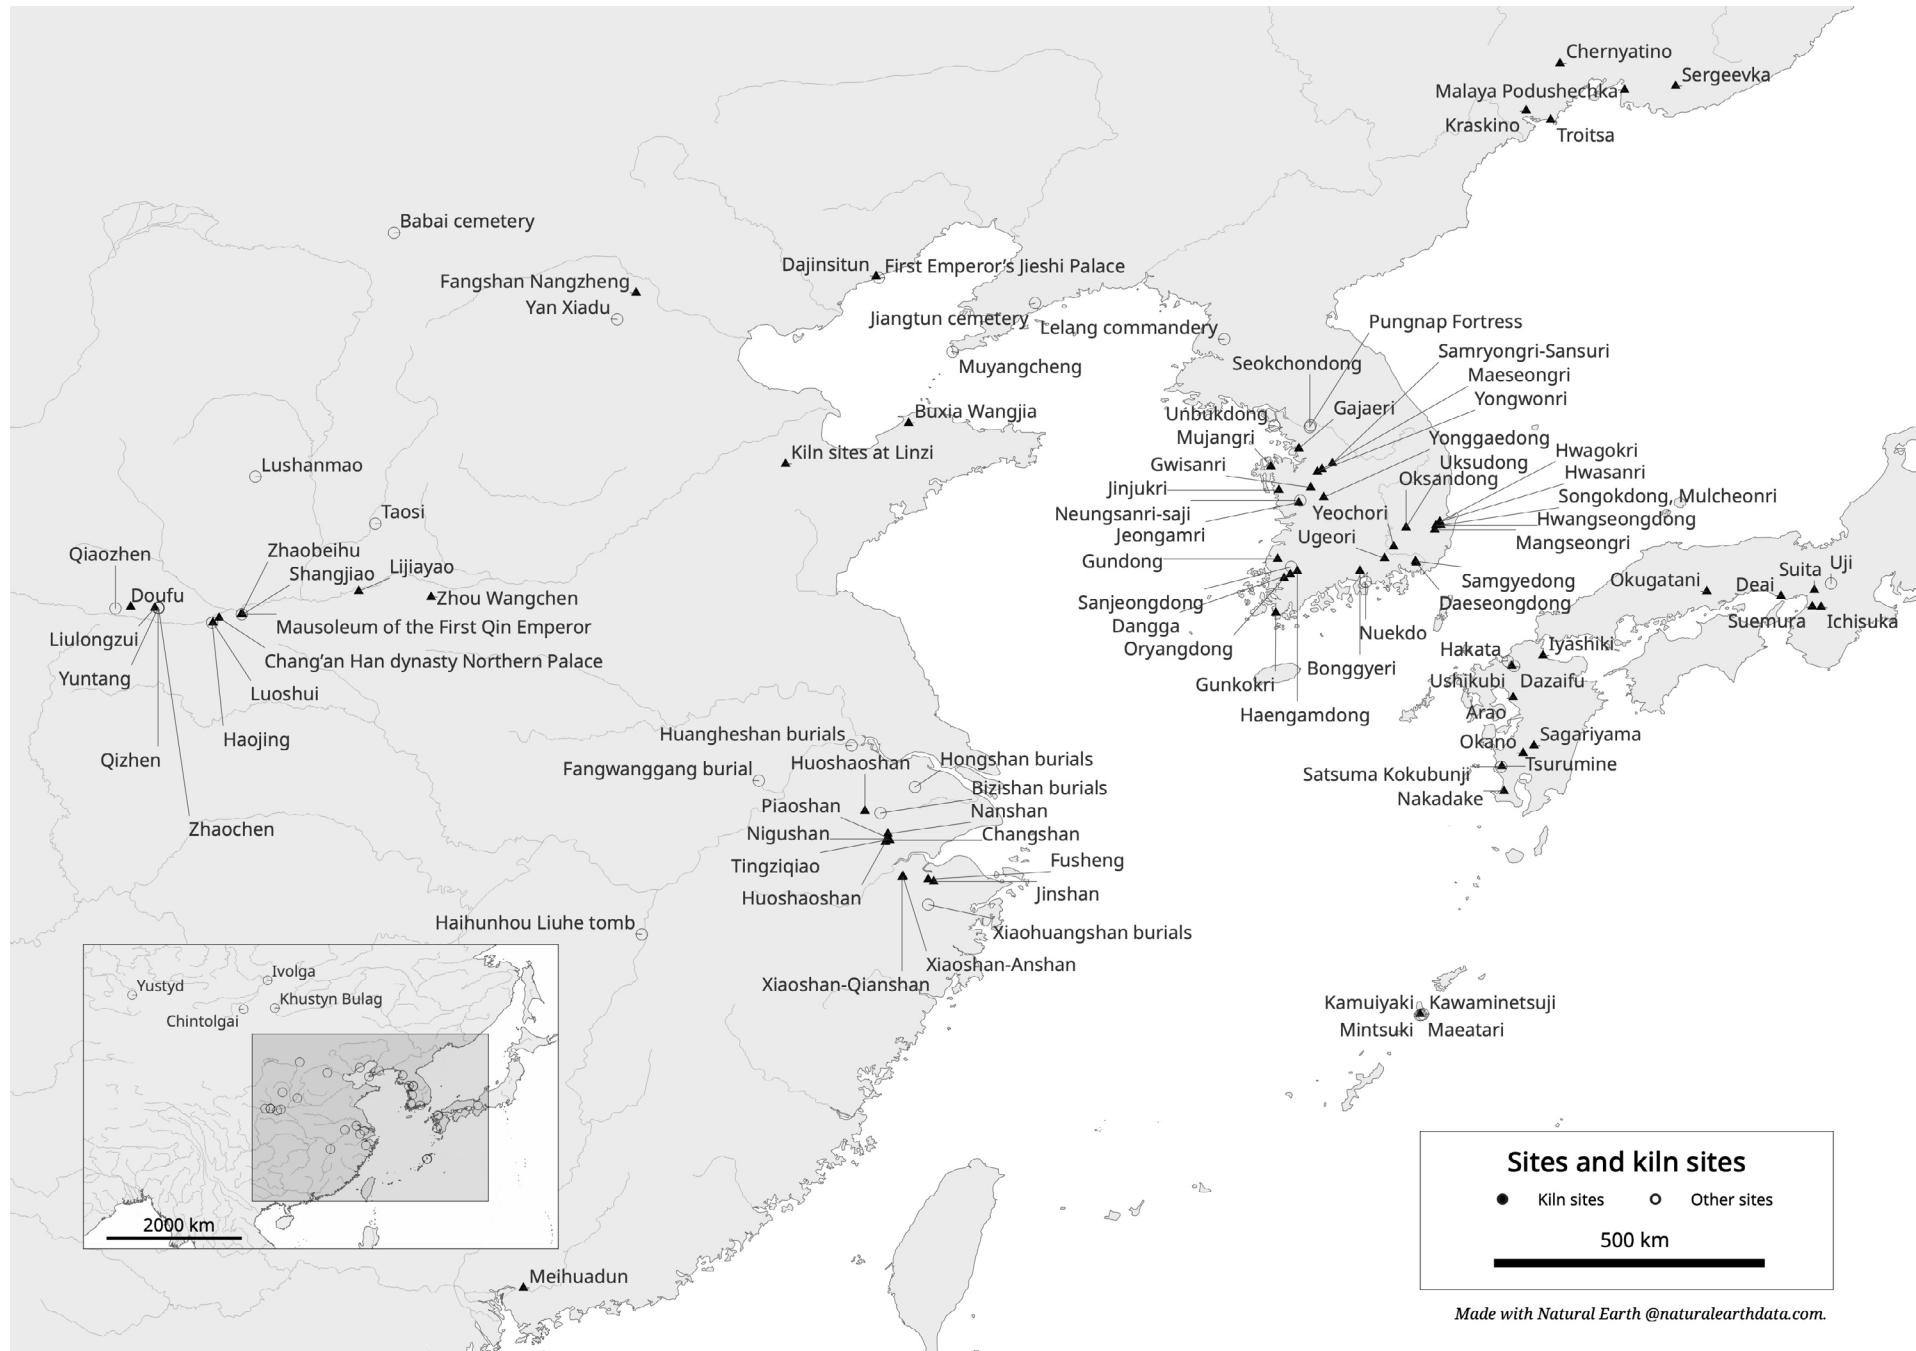 Chernyatino
Sergeevka
Malaya Podushechka
Kraskino
Troitsa
Babai cemetery
Dajinsitun
First Emperor's Jieshi Palace
Fangshan Nangzheng
Yan Xiadu
Jiangtun cemetery
Lelang commandery
Muyangcheng
Pungnap Fortress
Samryongri-Sansuri
Seokchondong
Maeseongri
Yongwonri
Buxia Wangjia
Unbukdong
Gajaeri
Mujangri
Kiln sites at Linzi
Yonggaedong
Hwagokri
Gwisanri
Uksudong
Hwasanri
Lushanmao
Oksandong
Jinjukri
Songokdong, Mulcheonri
Taosi
Neungsanri-saji
Yeochori
Hwangseongdong
Jeongamri
Ugeori
Mangseongri
Qiaozhen
Zhaobeihu
Shangjiao
Lijiayao
Gundong
Samgyedong
Okugatani
Deai
Suita
Uji
Doufu
Zhou Wangchen
Sanjeongdong
Daeseongdong
Liulongzui
Mausoleum of the First Qin Emperor
Dangga
Nuekdo
Suemura
Ichisuka
Oryangdong
Hakata
Iyashiki
Chang'an Han dynasty Northern Palace
Yuntang
Luoshui
Gunkokri
Bonggyeri
Ushikubi
Dazaifu
Haengamdong
Arao
Haojing
Huangheshan burials
Okano
Sagariyama
Qizhen
Fangwanggang burial
Huoshaoshan
Hongshan burials
Satsuma Kokubunji
Tsurumine
Bizishan burials
Nakadake
Piaoshan
Nanshan
Zhaochen
Nigushan
Changshan
Tingziqiao
Fusheng
Huoshaoshan
Jinshan
Haihunhou Liuhe tomb
Xiaohuangshan burials
Xiaoshan-Anshan
Xiaoshan-Qianshan
Ivolga
Yustyd
Khustyn Bulag
Chintolgai
2000 km
Kamuiyaki
Kawaminetsuji
Mintsuki
Maeatari
Sites and kiln sites
Kiln sites
Other sites
500 km
Meihuadun
Made with Natural Earth @naturalearthdata.com.